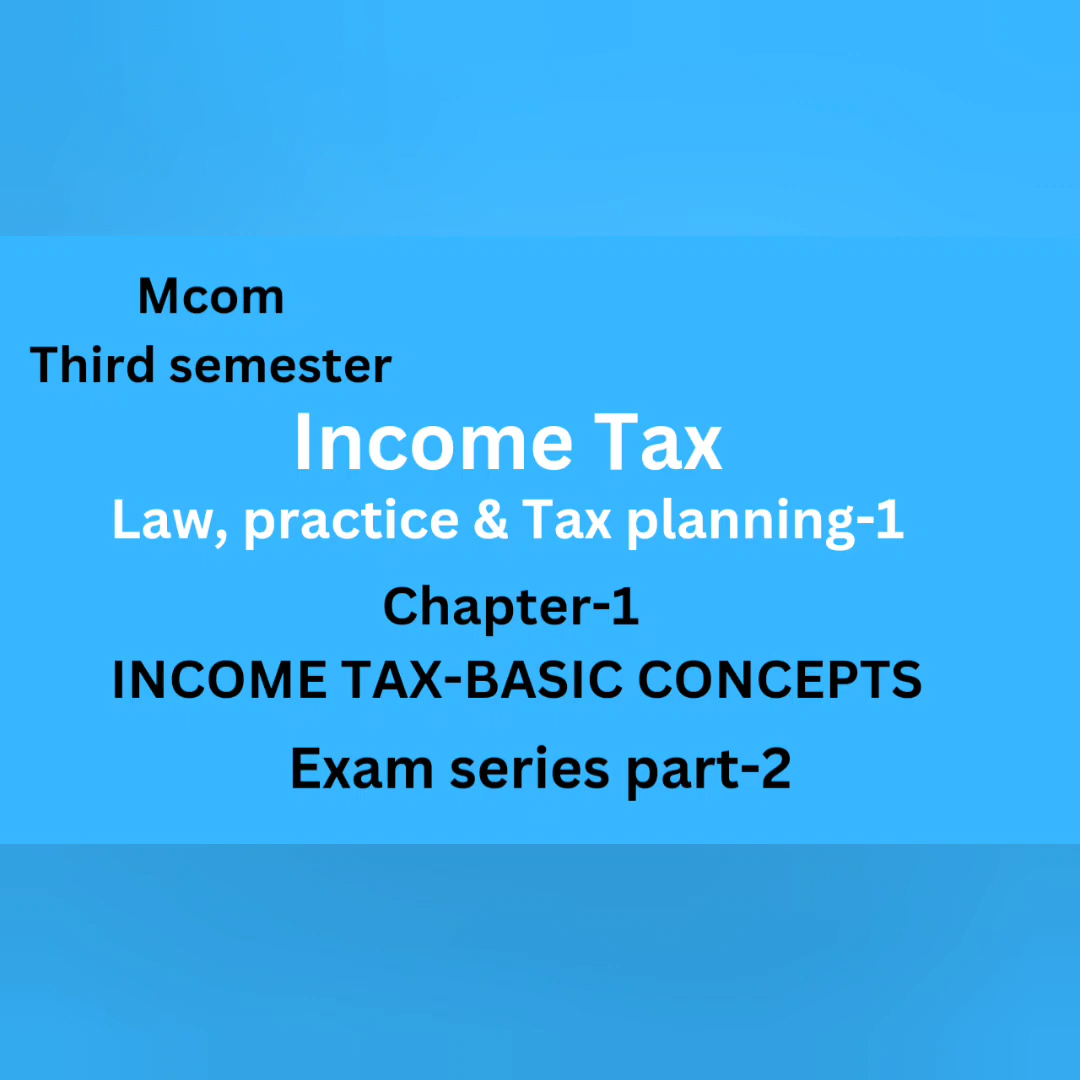 Mcom
Third semester
Income Tax
Law, practice & Tax planning-1
Chapter-1
INCOME TAX-BASIC CONCEPTS
Exam series part-2